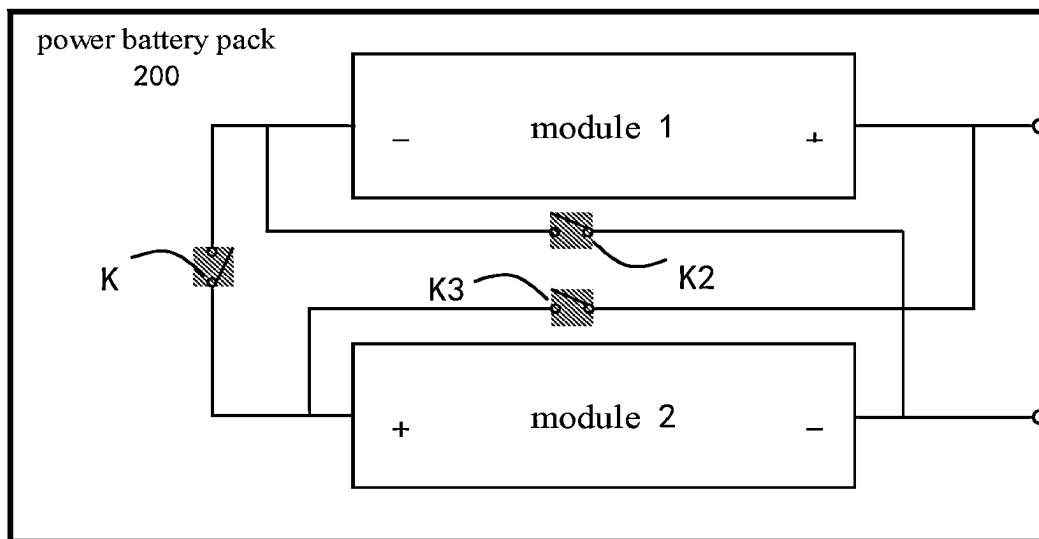 power battery pack
200
− module 1 +
K2
K
K3
+ module 2 −